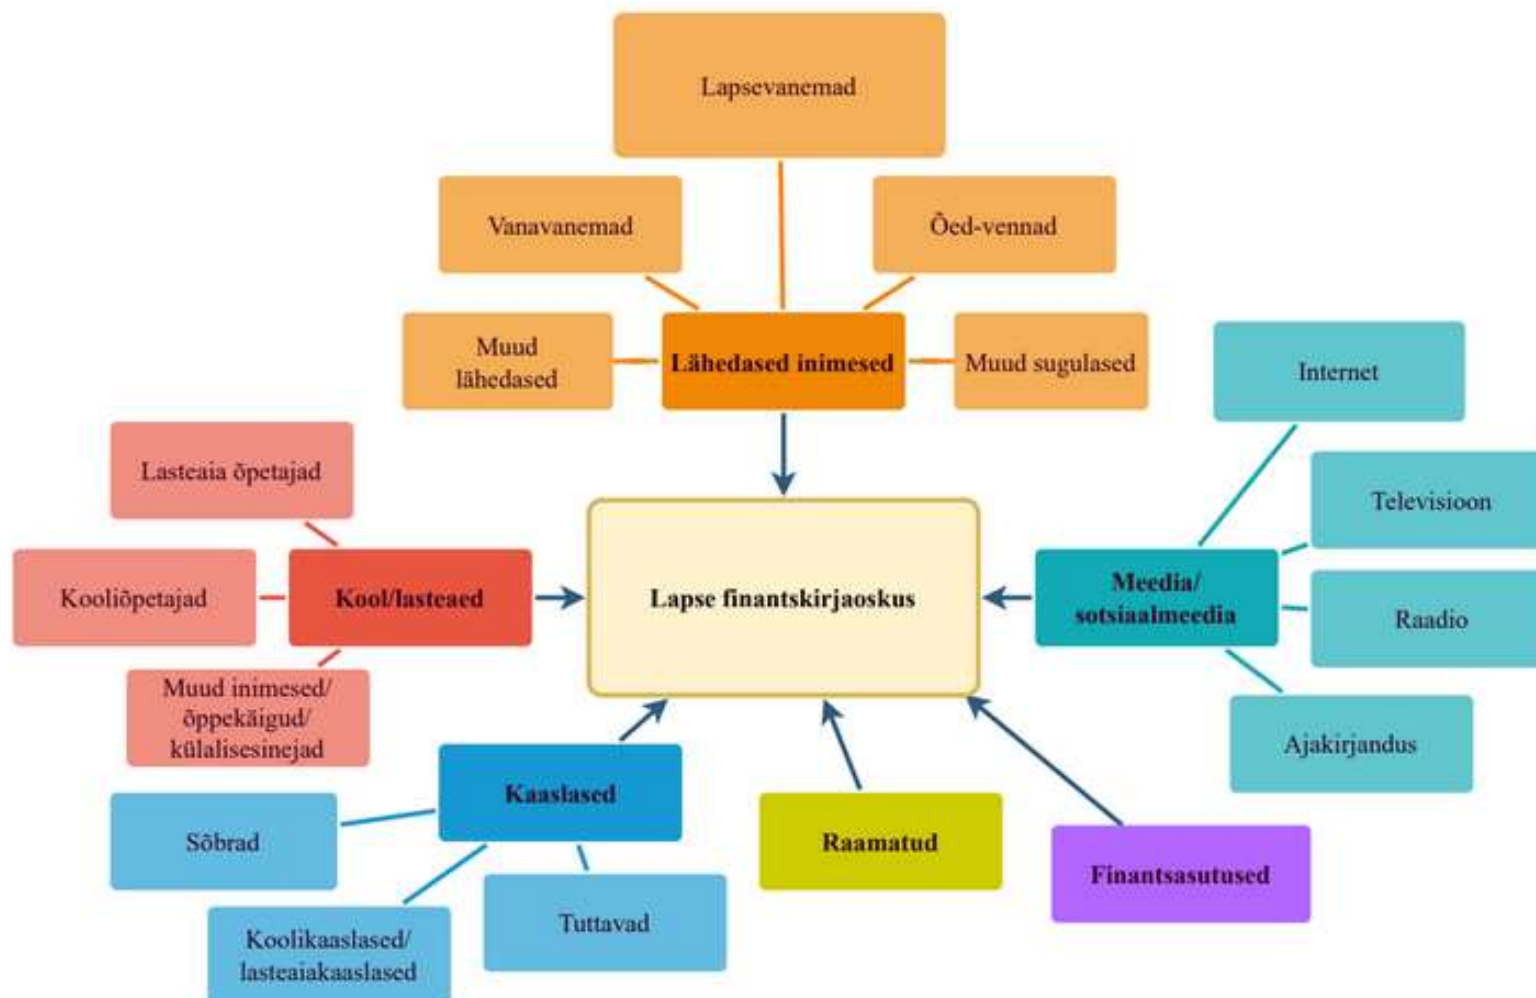 Lapsevanemad
Vanavanemad
Õed-vennad
Muud
lähedased
Lähedased inimesed
Muud sugulased
Internet
Lasteaia õpetajad
Televisioon
Kooliõpetajad
Kool/lasteaed
Lapse finantskirjaoskus
Meedia/
sotsiaalmeedia
Raadio
Muud inimesed/
õppekäigud/
külalisesinejad
Ajakirjandus
Kaaslased
Sõbrad
Raamatud
Finantsasutused
Tuttavad
Koolikaaslased/
lasteaiakaaslased